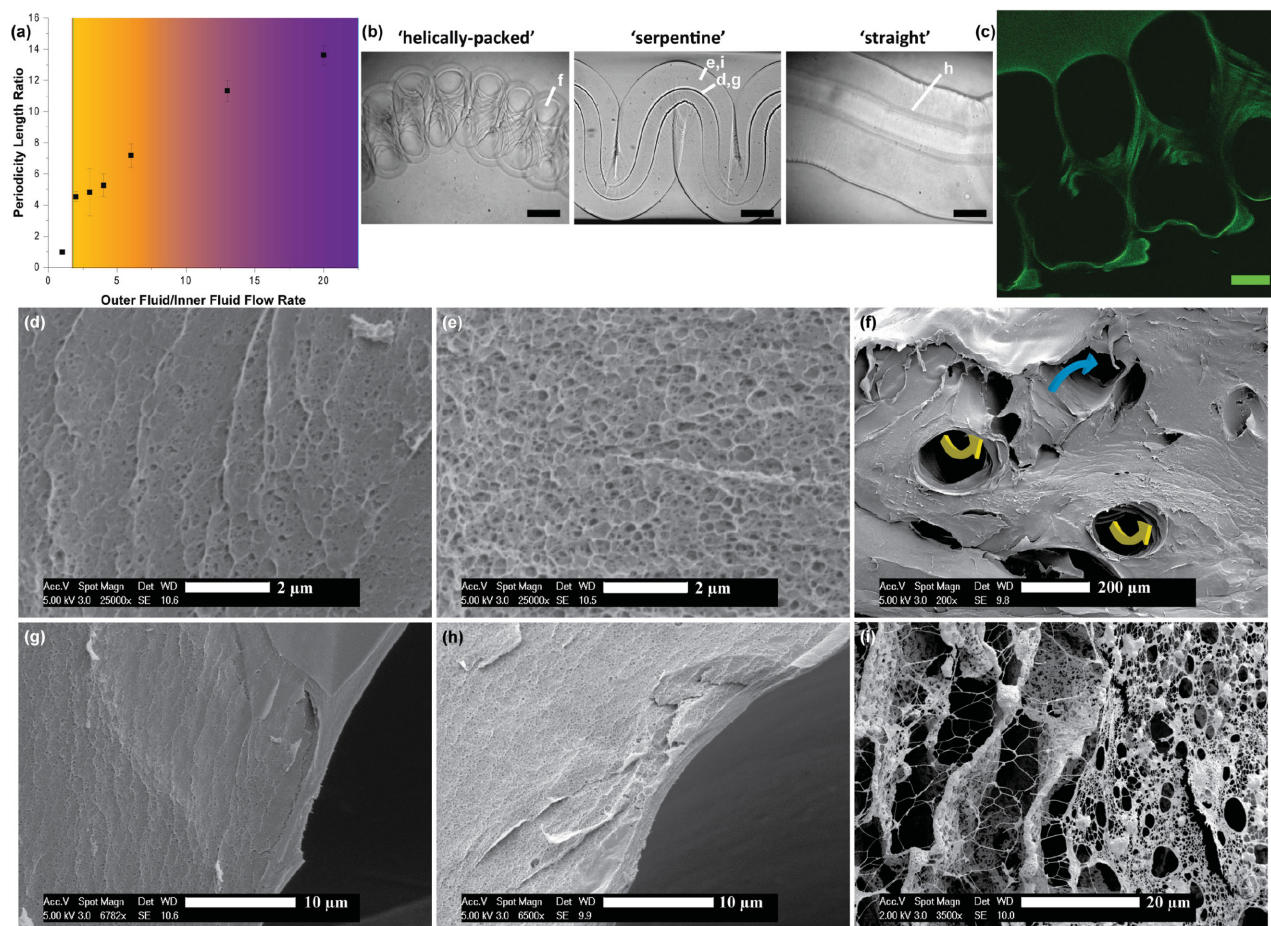 (a)
16
14
12
10
8
6
4
2
0
Periodicity Length Ratio
0 5 10 15 20
Outer Fluid/Inner Fluid Flow Rate
(b) 'helically-packed' 'serpentine' 'straight'
f
e,i
d,g
h
(c)
(d)
Acc.V Spot Magn Det WD 2 µm
5.00 kV 3.0 25000x SE 10.6
(e)
Acc.V Spot Magn Det WD 2 µm
5.00 kV 3.0 25000x SE 10.5
(f)
Acc.V Spot Magn Det WD 200 µm
5.00 kV 3.0 200x SE 9.8
(g)
Acc.V Spot Magn Det WD 10 µm
5.00 kV 3.0 6782x SE 10.6
(h)
Acc.V Spot Magn Det WD 10 µm
5.00 kV 3.0 6500x SE 9.9
(i)
Acc.V Spot Magn Det WD 20 µm
2.00 kV 3.0 3500x SE 10.0